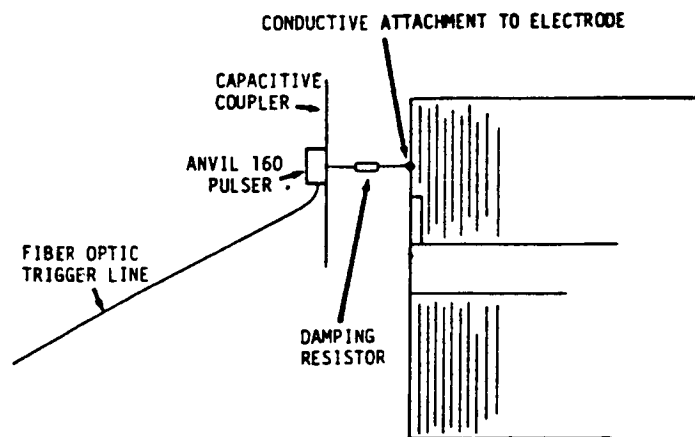 CONDUCTIVE ATTACHMENT TO ELECTRODE
CAPACITIVE
COUPLER
ANVIL 160
PULSER
FIBER OPTIC
TRIGGER LINE
DAMPING
RESISTOR